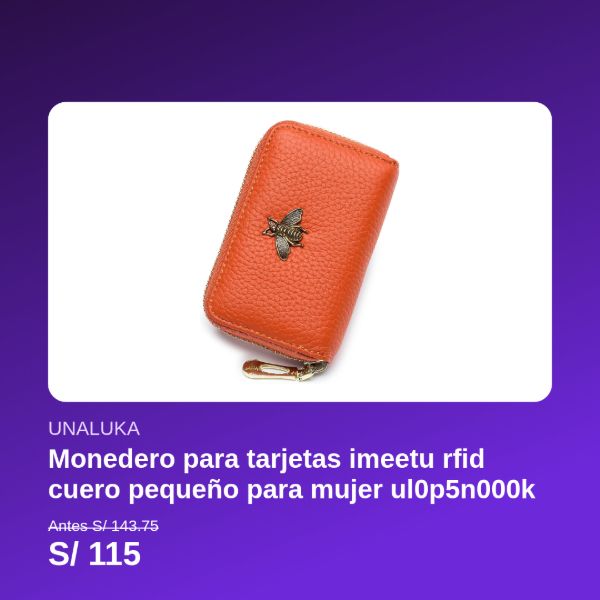 UNALUKA
Monedero para tarjetas imeetu rfid
cuero pequeño para mujer ul0p5n000k
Antes S/ 143.75
S/ 115